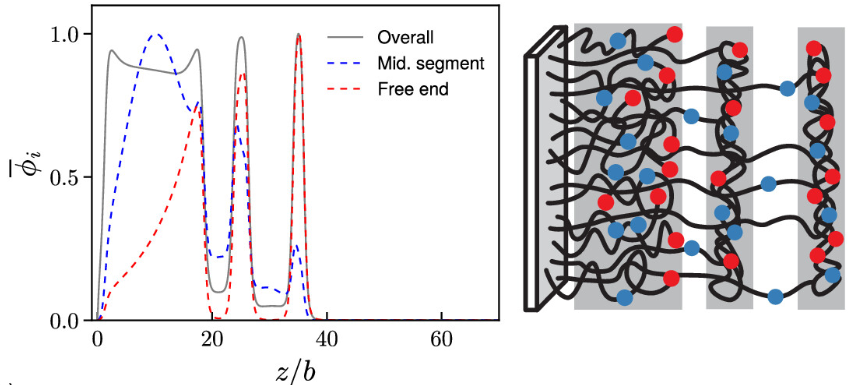 1.0
0.5
0.0
0
20
40
60
z/b
ϕ̅ᵢ
Overall
Mid. segment
Free end
)